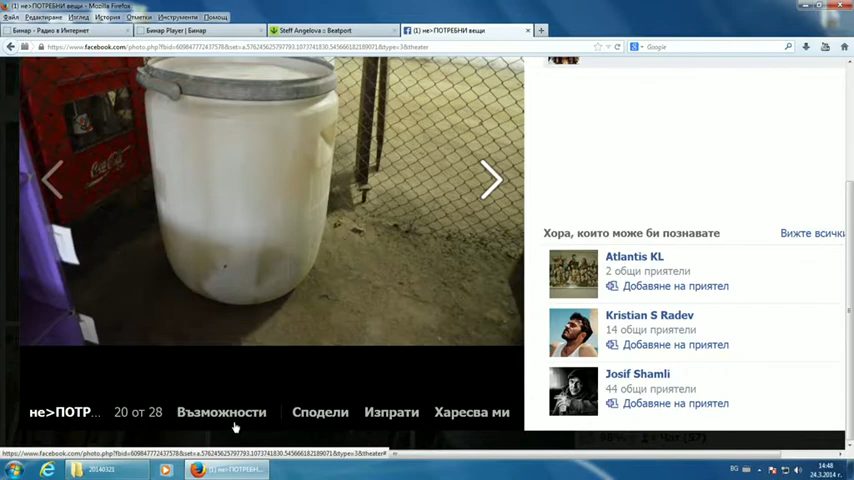 (1) не>ПОТРЕБНИ вещи - Mozilla Firefox
Файл Редактиране Изглед История Отметки Инструменти Помощ
Бинар - Радио в Интернет
Бинар Player | Бинар
Steff Angelova :: Beatport
(1) не>ПОТРЕБНИ вещи
https://www.facebook.com/photo.php?fbid=609847772437578&set=a.576245625797793.1073741830.545666182189071&type=3&theater
Google
Coca-Cola
Хора, които може би познавате
Вижте всички
Atlantis KL
2 общи приятели
Добавяне на приятел
Kristian S Radev
14 общи приятели
Добавяне на приятел
Josif Shamli
44 общи приятели
Добавяне на приятел
не>ПОТР... 20 от 28 Възможности Сподели Изпрати Харесва ми
Чат (57)
https://www.facebook.com/photo.php?fbid=609847772437578&set=a.576245625797793.1073741830.545666182189071&type=3&theater#
20140321
(1) не>ПОТРЕБНИ...
BG
14:48
24.3.2014 г.